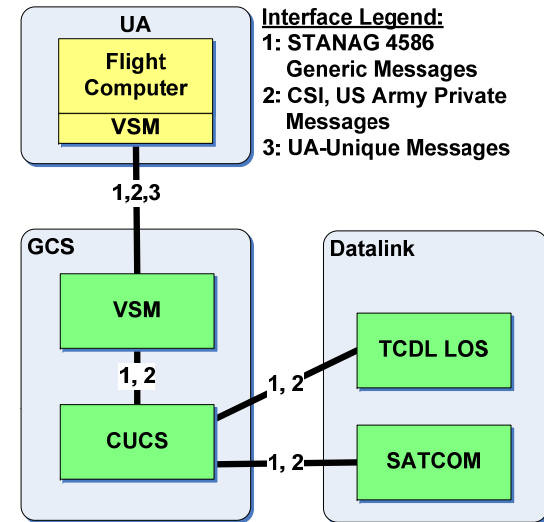 UA
Flight
Computer
VSM
Interface Legend:
1: STANAG 4586
Generic Messages
2: CSI, US Army Private
Messages
3: UA-Unique Messages
1,2,3
GCS
VSM
1, 2
CUCS
Datalink
TCDL LOS
1, 2
SATCOM
1, 2